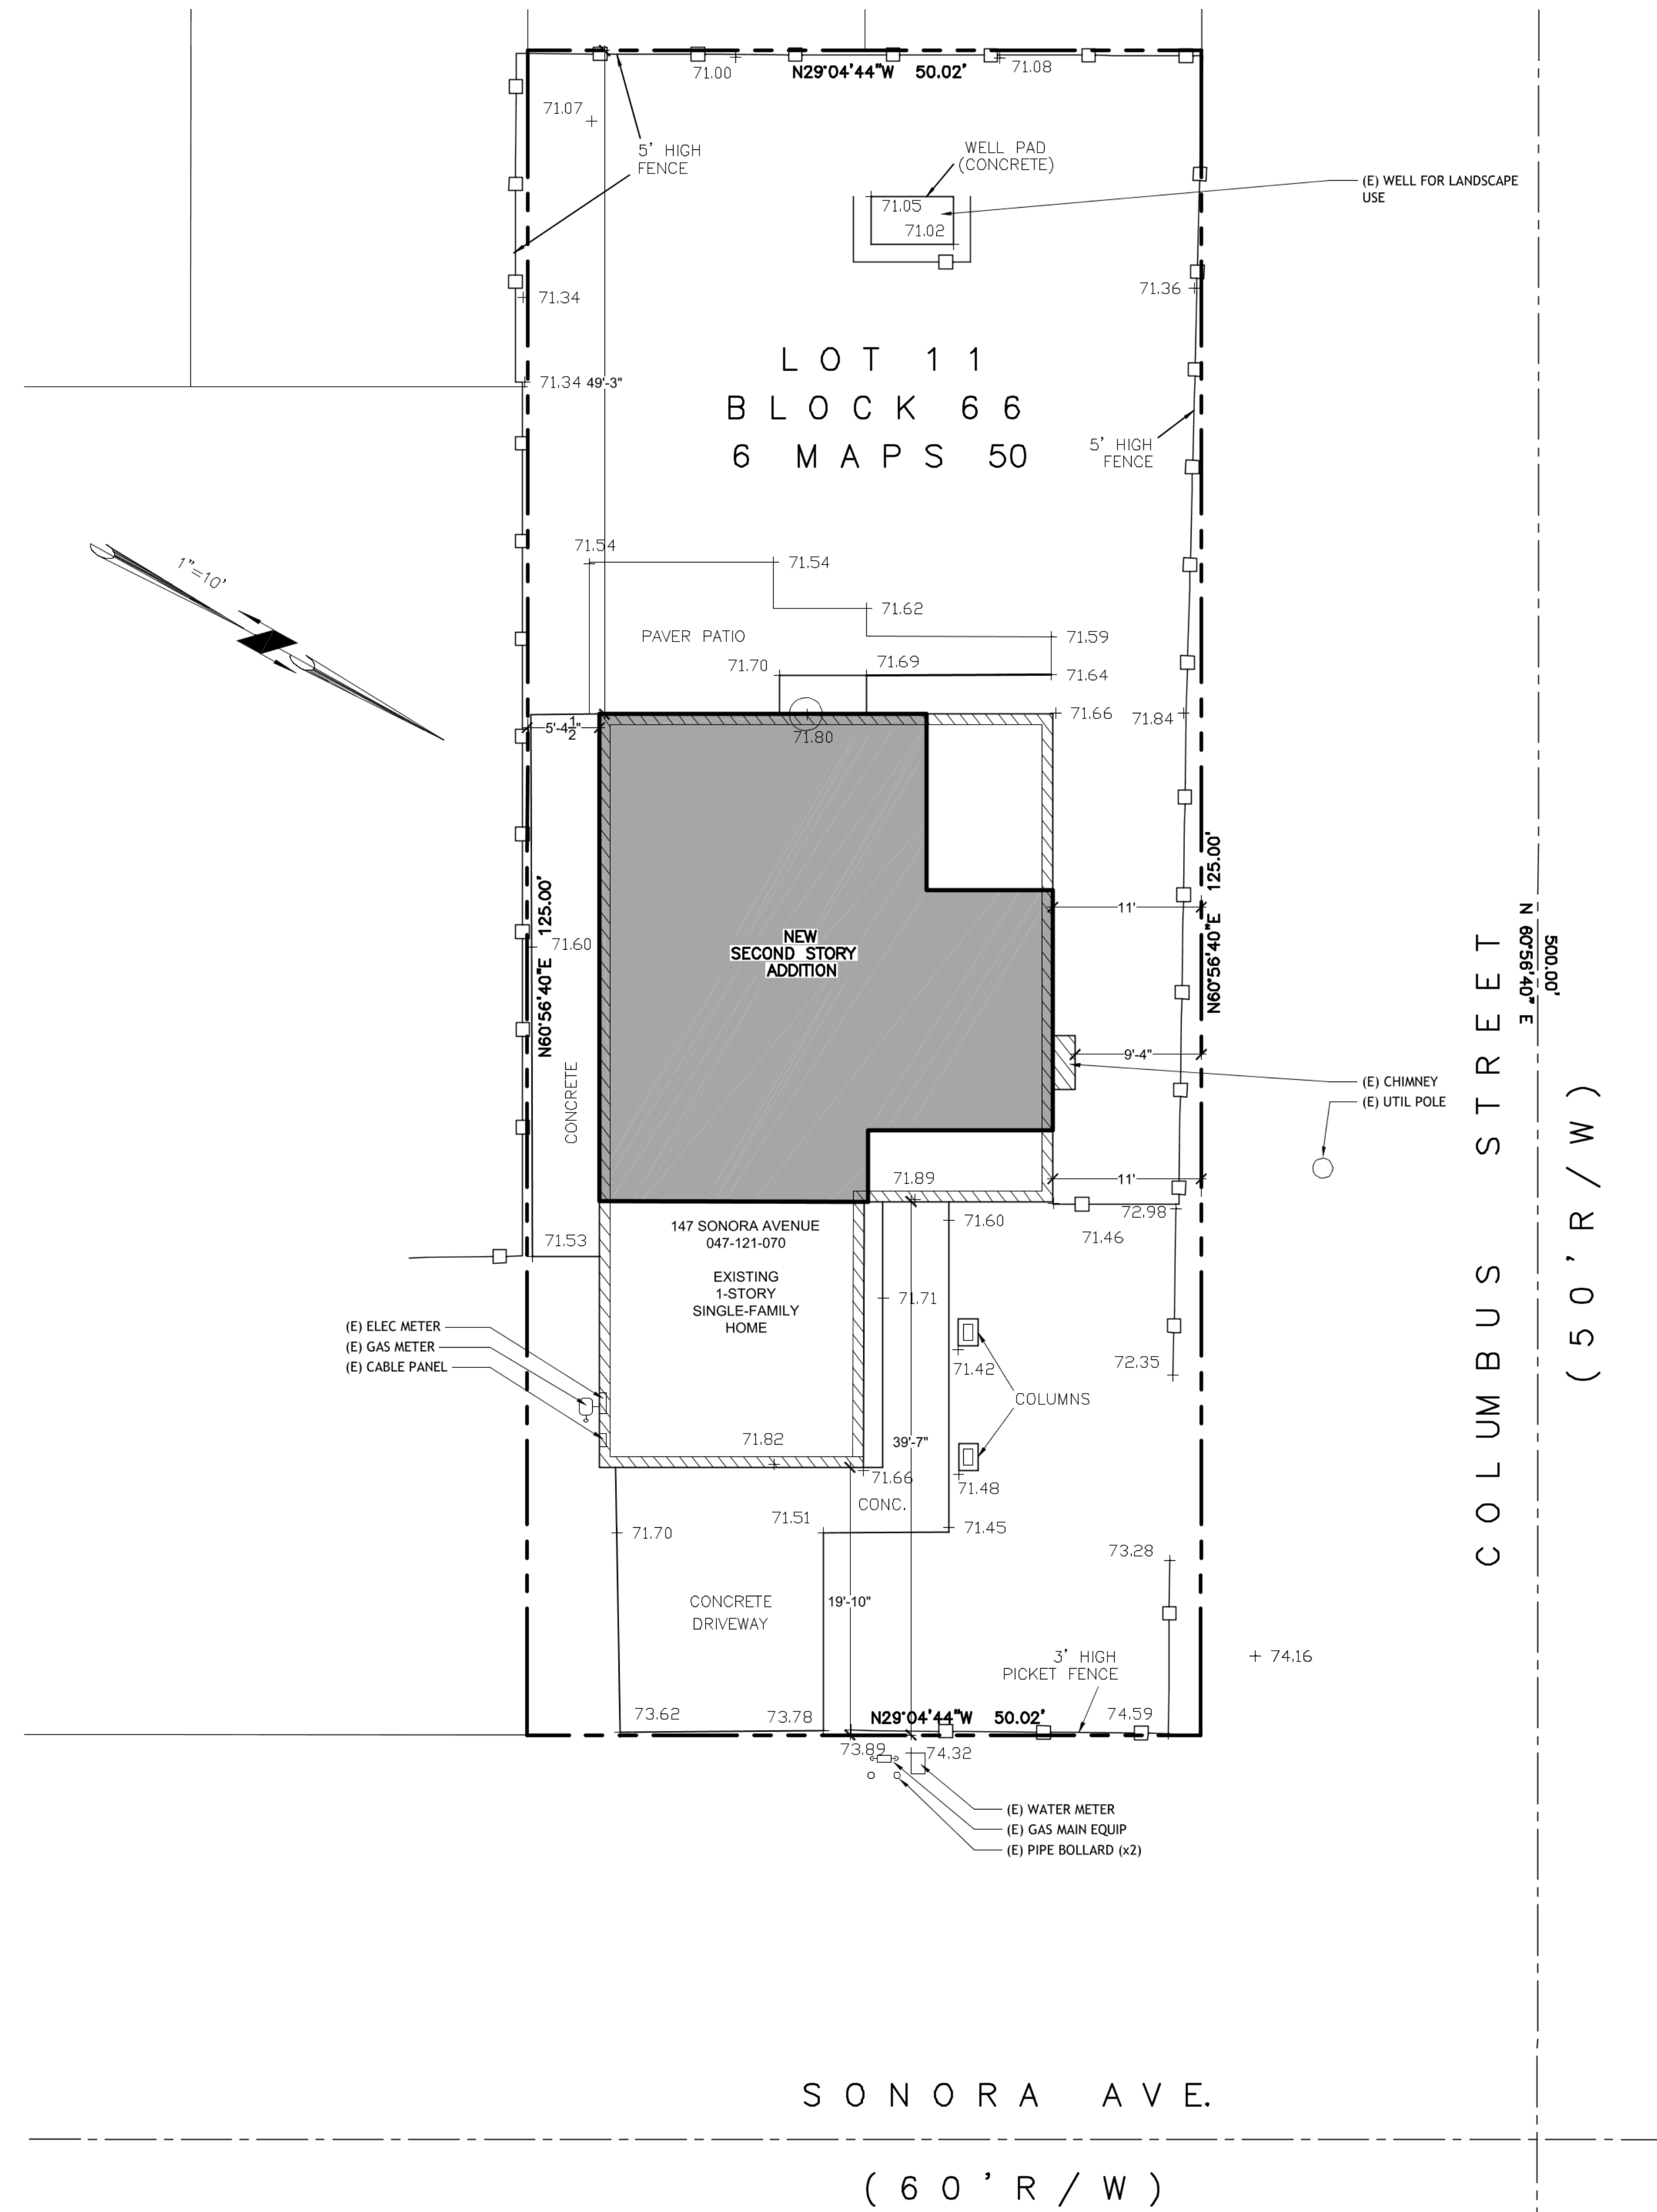 71.00
N29°04'44"W 50.02'
71.08
71.07
5' HIGH
FENCE
WELL PAD
(CONCRETE)
(E) WELL FOR LANDSCAPE
USE
71.05
71.02
71.34
71.36
LOT 11
71.34
49'-3"
BLOCK 66
5' HIGH
FENCE
6 MAPS 50
1"=10'
71.54
71.54
71.62
PAVER PATIO
71.59
71.70
71.69
71.64
71.66
71.84
5'-4 1/2"
71.80
N60°56'40"E 125.00'
71.60
NEW
SECOND STORY
ADDITION
11'
N60°56'40"E 125.00'
N 60°56'40" E
500.00'
COLUMBUS STREET
(50'R/W)
CONCRETE
9'-4"
(E) CHIMNEY
(E) UTIL POLE
71.89
11'
72.98
71.46
71.53
147 SONORA AVENUE
047-121-070
71.60
EXISTING
1-STORY
SINGLE-FAMILY
HOME
71.71
(E) ELEC METER
(E) GAS METER
(E) CABLE PANEL
71.42
72.35
COLUMNS
71.82
39'-7"
71.66
71.48
CONC.
71.70
71.51
71.45
73.28
CONCRETE
DRIVEWAY
19'-10"
3' HIGH
PICKET FENCE
74.16
73.62
73.78
N29°04'44"W 50.02'
74.59
73.89
74.32
(E) WATER METER
(E) GAS MAIN EQUIP
(E) PIPE BOLLARD (x2)
SONORA AVE.
(60'R/W)